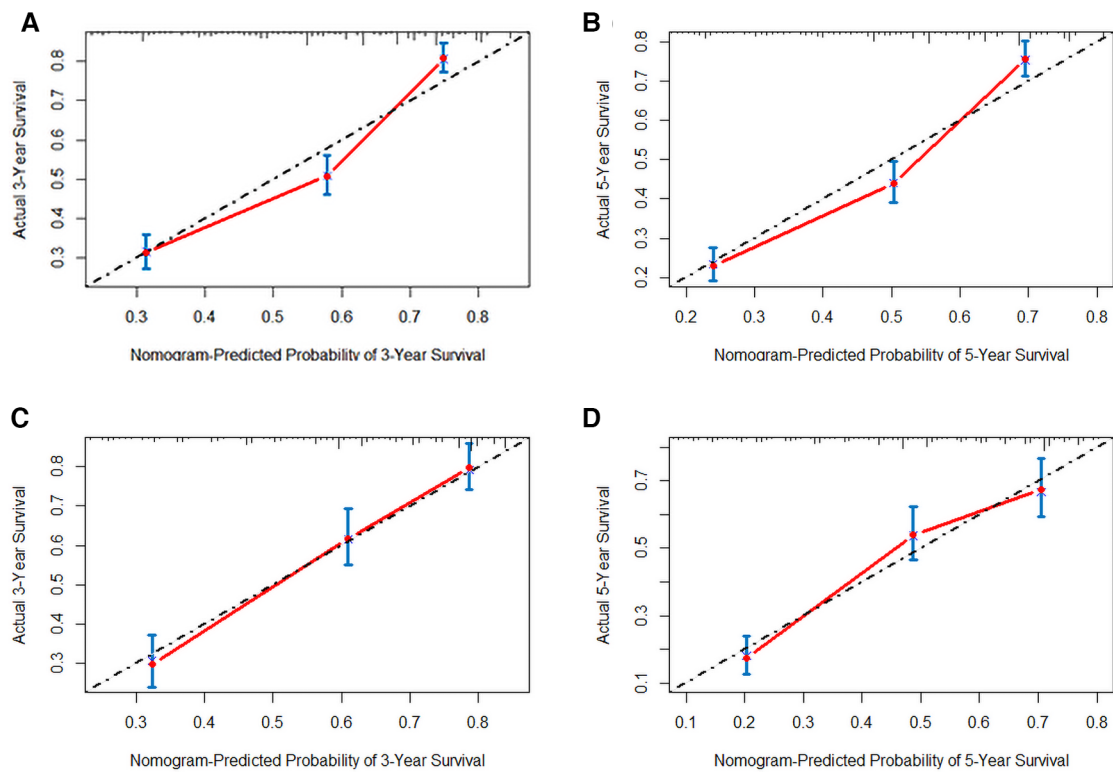 A
Actual 3-Year Survival
0.8
0.7
0.6
0.5
0.4
0.3
0.3 0.4 0.5 0.6 0.7 0.8
Nomogram-Predicted Probability of 3-Year Survival
B
Actual 5-Year Survival
0.8
0.7
0.6
0.5
0.4
0.3
0.2
0.2 0.3 0.4 0.5 0.6 0.7 0.8
Nomogram-Predicted Probability of 5-Year Survival
C
Actual 3-Year Survival
0.8
0.7
0.6
0.5
0.4
0.3
0.3 0.4 0.5 0.6 0.7 0.8
Nomogram-Predicted Probability of 3-Year Survival
D
Actual 5-Year Survival
0.7
0.5
0.3
0.1
0.1 0.2 0.3 0.4 0.5 0.6 0.7 0.8
Nomogram-Predicted Probability of 5-Year Survival